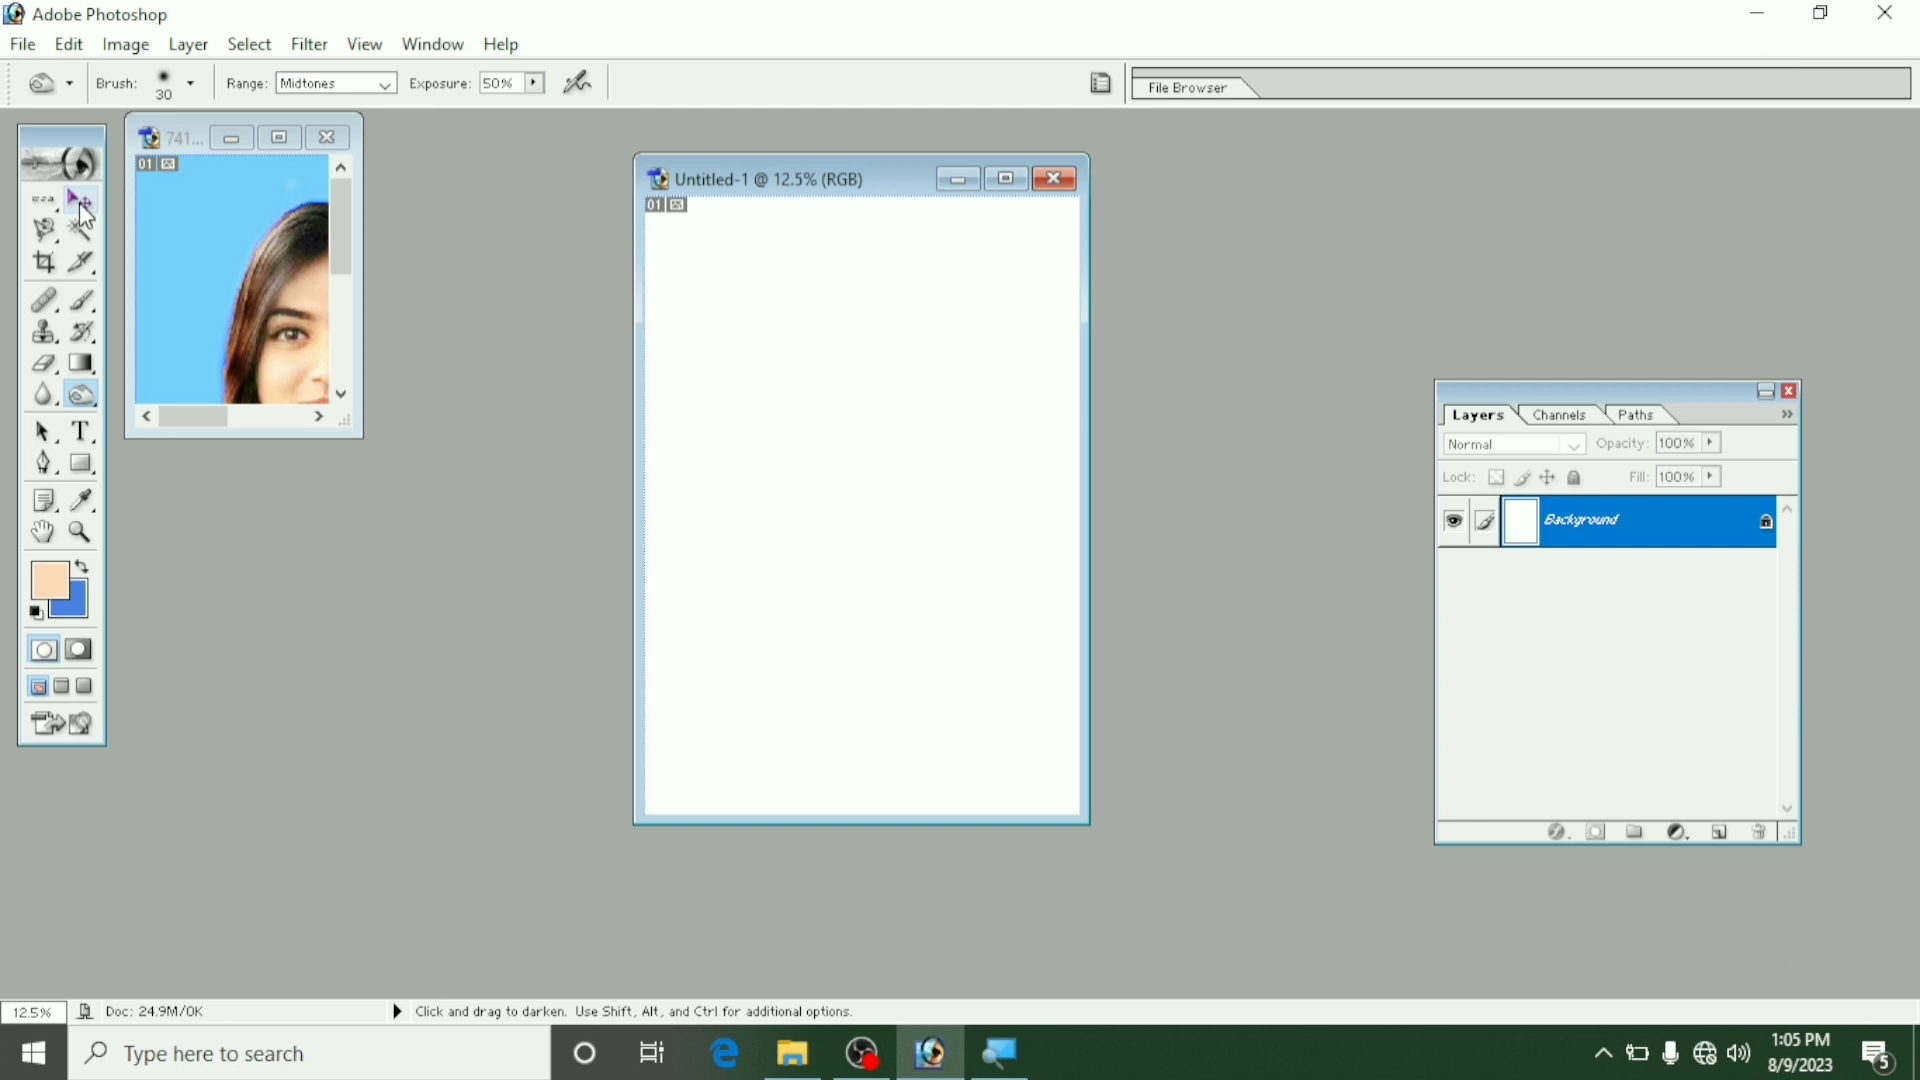 Adobe Photoshop
File Edit Image Layer Select Filter View Window Help
Brush: 30 Range: Midtones Exposure: 50% File Browser
741...
01
Untitled-1 @ 12.5% (RGB)
01
Layers Channels Paths
Normal Opacity: 100%
Lock: Fill: 100%
Background
T
12.5% Doc: 24.9M/0K Click and drag to darken. Use Shift, Alt, and Ctrl for additional options.
Type here to search
1:05 PM
8/9/2023
5